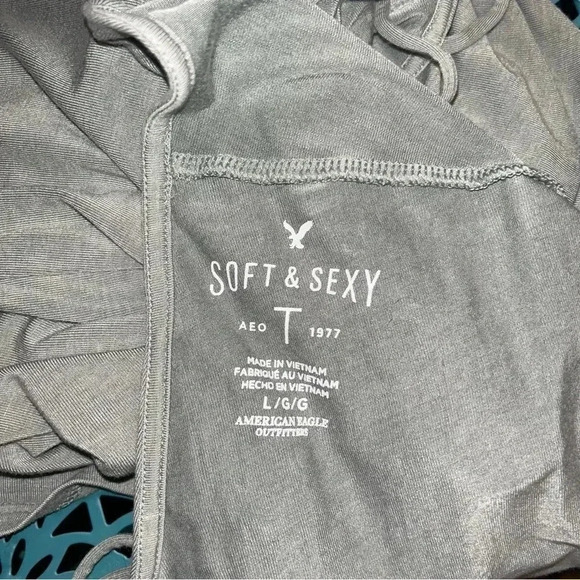 SOFT & SEXY
AEO T 1977
MADE IN VIETNAM
FABRIQUÉ AU VIETNAM
HECHO EN VIETNAM
L/G/G
AMERICAN EAGLE
OUTFITTERS